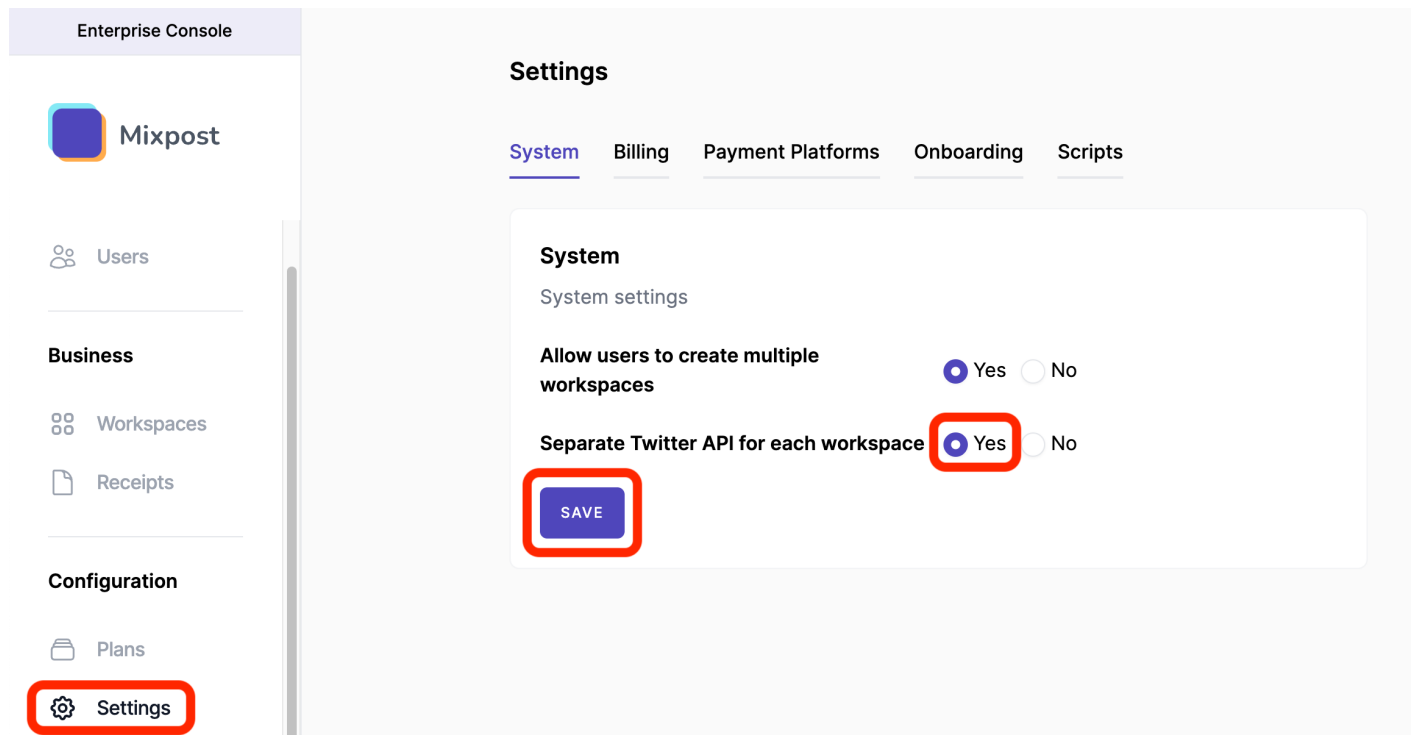 Enterprise Console
Mixpost
Users
Business
Workspaces
Receipts
Configuration
Plans
Settings
Settings
System Billing Payment Platforms Onboarding Scripts
System
System settings
Allow users to create multiple
workspaces
Yes No
Separate Twitter API for each workspace Yes No
SAVE